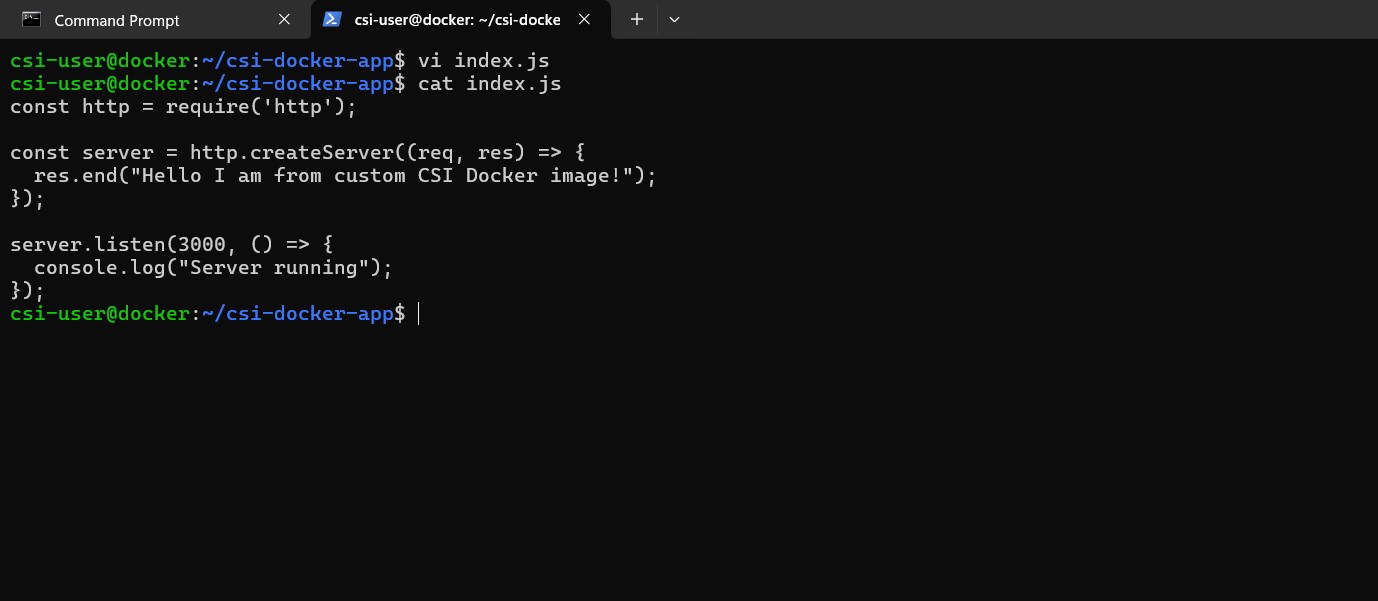 Command Prompt
csi-user@docker: ~/csi-docke
csi-user@docker:~/csi-docker-app$ vi index.js
csi-user@docker:~/csi-docker-app$ cat index.js
const http = require('http');
const server = http.createServer((req, res) => {
  res.end("Hello I am from custom CSI Docker image!");
});
server.listen(3000, () => {
  console.log("Server running");
});
csi-user@docker:~/csi-docker-app$